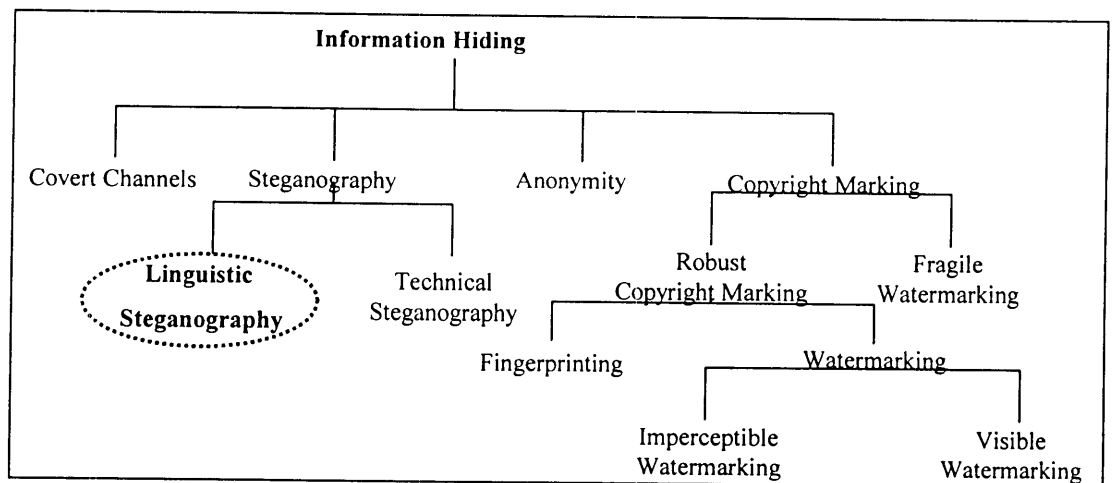 Information Hiding
Covert Channels
Steganography
Anonymity
Copyright Marking
Linguistic
Steganography
Technical
Steganography
Robust
Copyright Marking
Fragile
Watermarking
Fingerprinting
Watermarking
Imperceptible
Watermarking
Visible
Watermarking